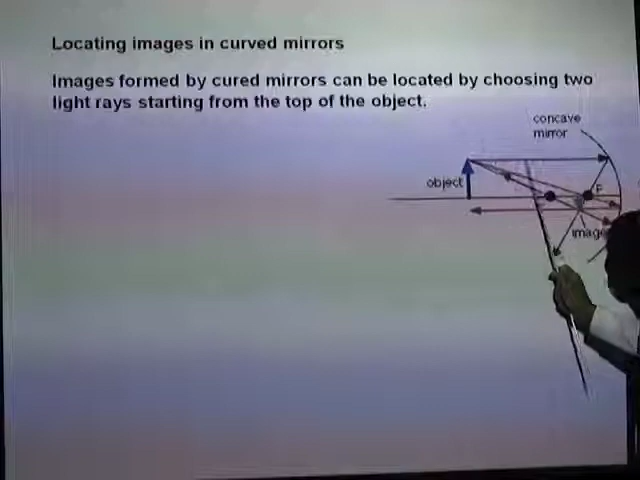 Locating images in curved mirrors
Images formed by cured mirrors can be located by choosing two
light rays starting from the top of the object.
concave
mirror
object
F
image